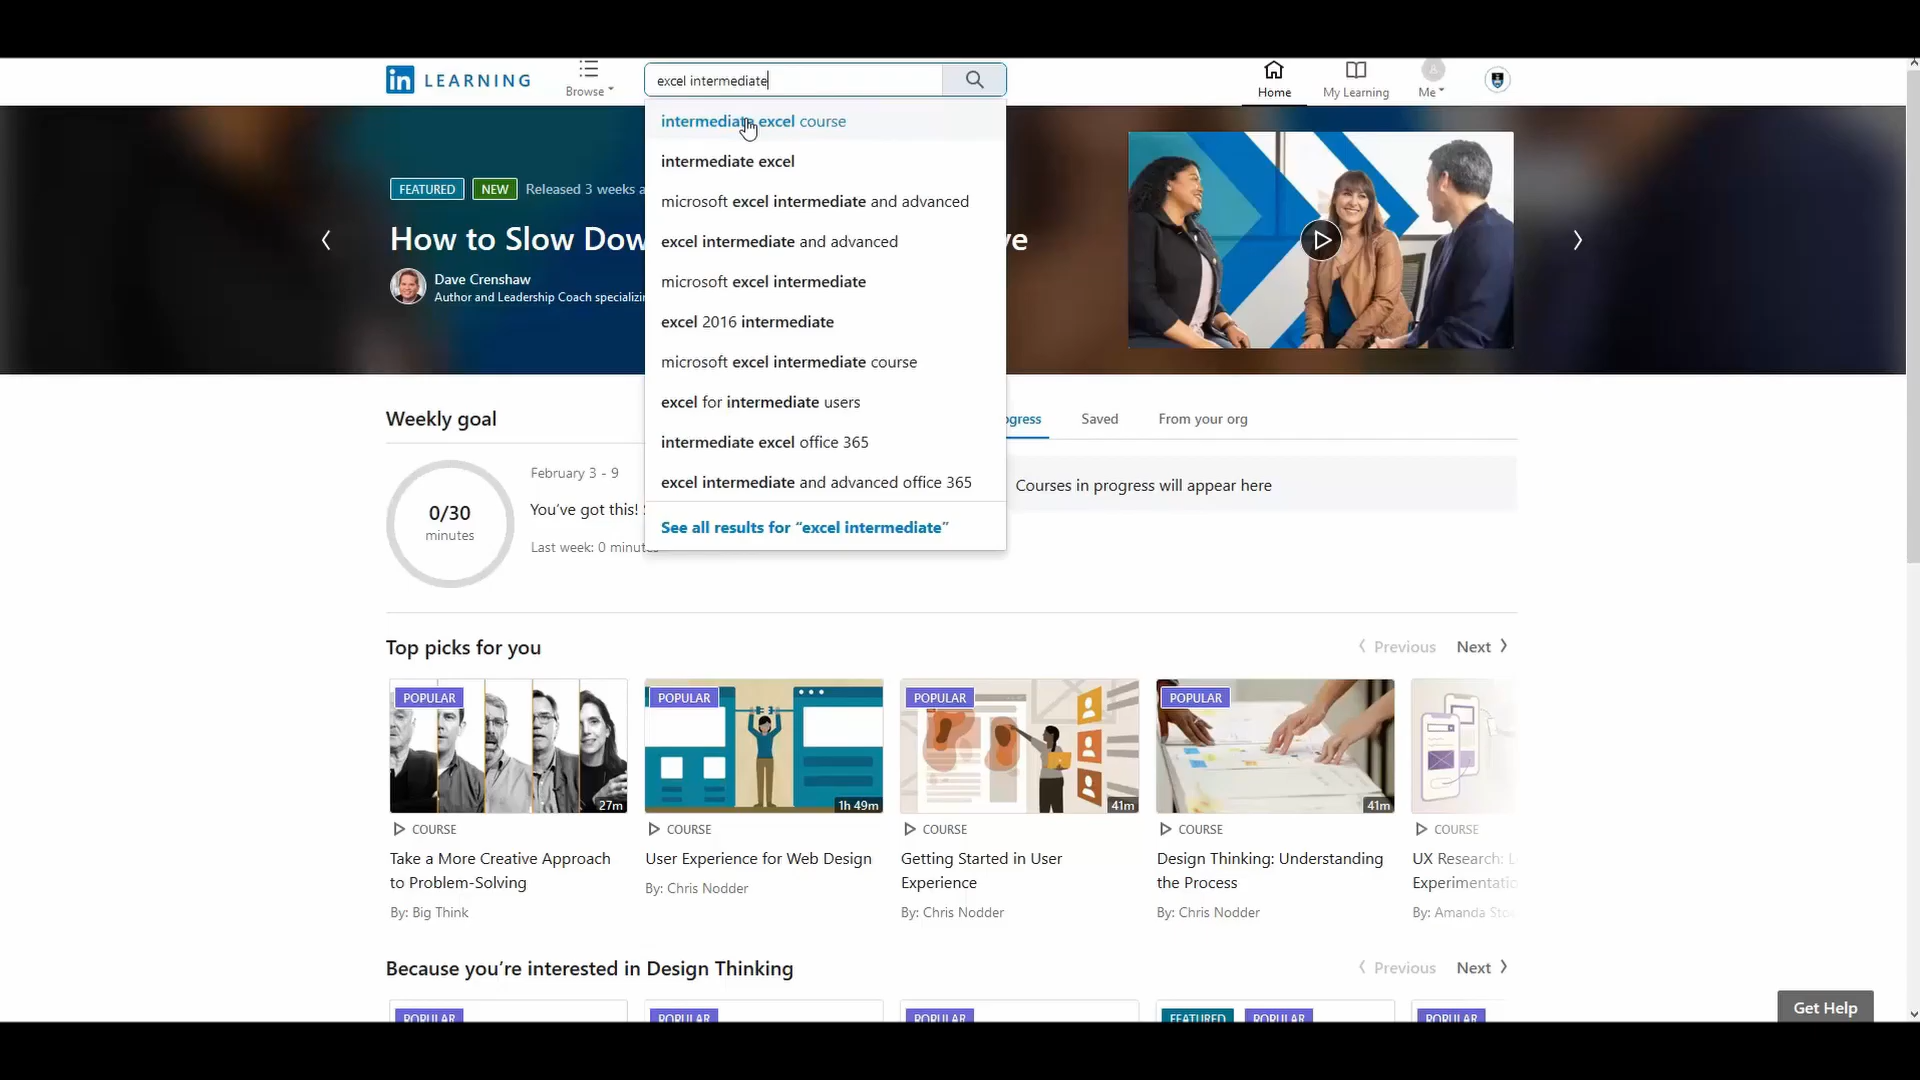 in LEARNING
Browse
excel intermediate
Home
My Learning
Me
intermediate excel course
intermediate excel
microsoft excel intermediate and advanced
excel intermediate and advanced
microsoft excel intermediate
excel 2016 intermediate
microsoft excel intermediate course
excel for intermediate users
intermediate excel office 365
excel intermediate and advanced office 365
See all results for “excel intermediate”
FEATURED
NEW
Released 3 weeks a
How to Slow Dow
ve
Dave Crenshaw
Author and Leadership Coach specializi
Weekly goal
ogress
Saved
From your org
0/30
minutes
February 3 - 9
You’ve got this!
Last week: 0 minutes
Courses in progress will appear here
Top picks for you
Previous
Next
POPULAR
27m
COURSE
Take a More Creative Approach
to Problem-Solving
By: Big Think
POPULAR
1h 49m
COURSE
User Experience for Web Design
By: Chris Nodder
POPULAR
41m
COURSE
Getting Started in User
Experience
By: Chris Nodder
POPULAR
41m
COURSE
Design Thinking: Understanding
the Process
By: Chris Nodder
COURSE
UX Research: L
Experimentatio
By: Amanda Sto
Because you’re interested in Design Thinking
Previous
Next
POPULAR
POPULAR
POPULAR
FEATURED
POPULAR
POPULAR
Get Help